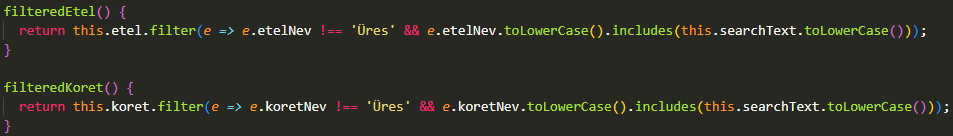 filteredEtel() {
  return this.etel.filter(e => e.etelNev !== 'Üres' && e.etelNev.toLowerCase().includes(this.searchText.toLowerCase()));
}

filteredKoret() {
  return this.koret.filter(e => e.koretNev !== 'Üres' && e.koretNev.toLowerCase().includes(this.searchText.toLowerCase()));
}